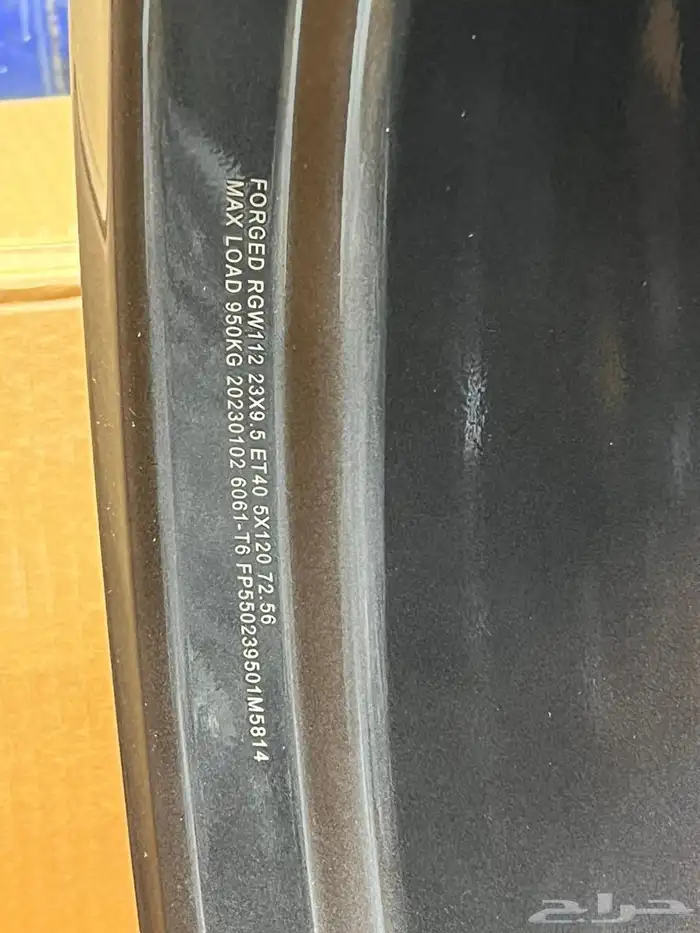 FORGED RGW112 23X9.5 ET40 5X120 72.56
MAX LOAD 950KG 20230102 6061-T6 FP550239501M5814
حراج